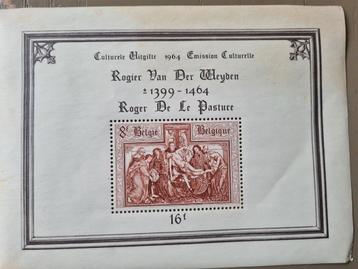 Culturele Uitgifte 1964 Emission Culturelle
Rogier Van Der Weyden
± 1399-1464
Roger De Le Pasture
8F België Belgique
16f